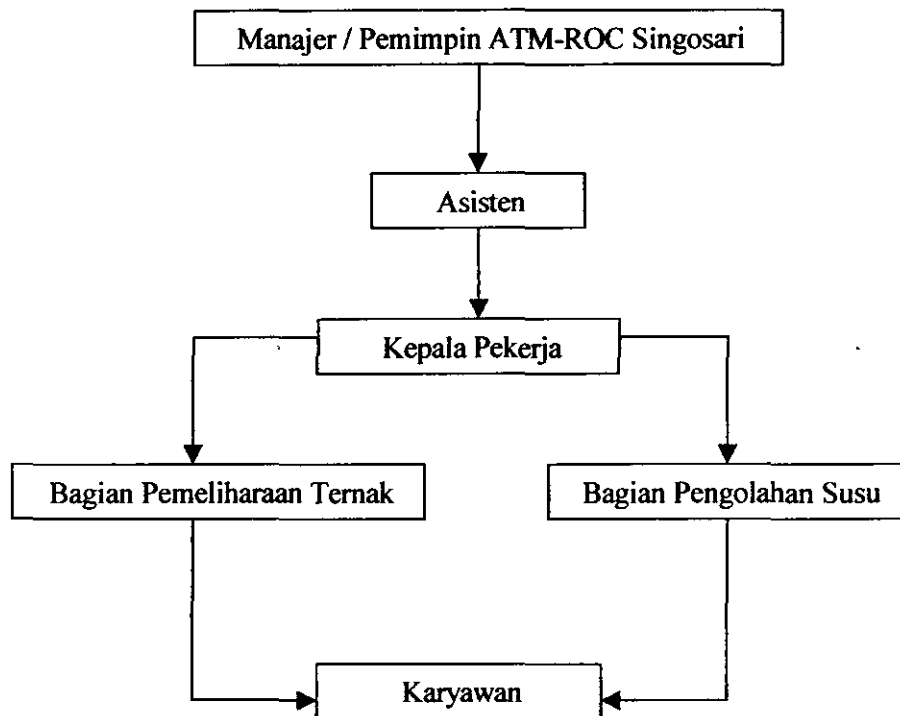 Manajer / Pemimpin ATM-ROC Singosari
Asisten
Kepala Pekerja
Bagian Pemeliharaan Ternak
Bagian Pengolahan Susu
Karyawan